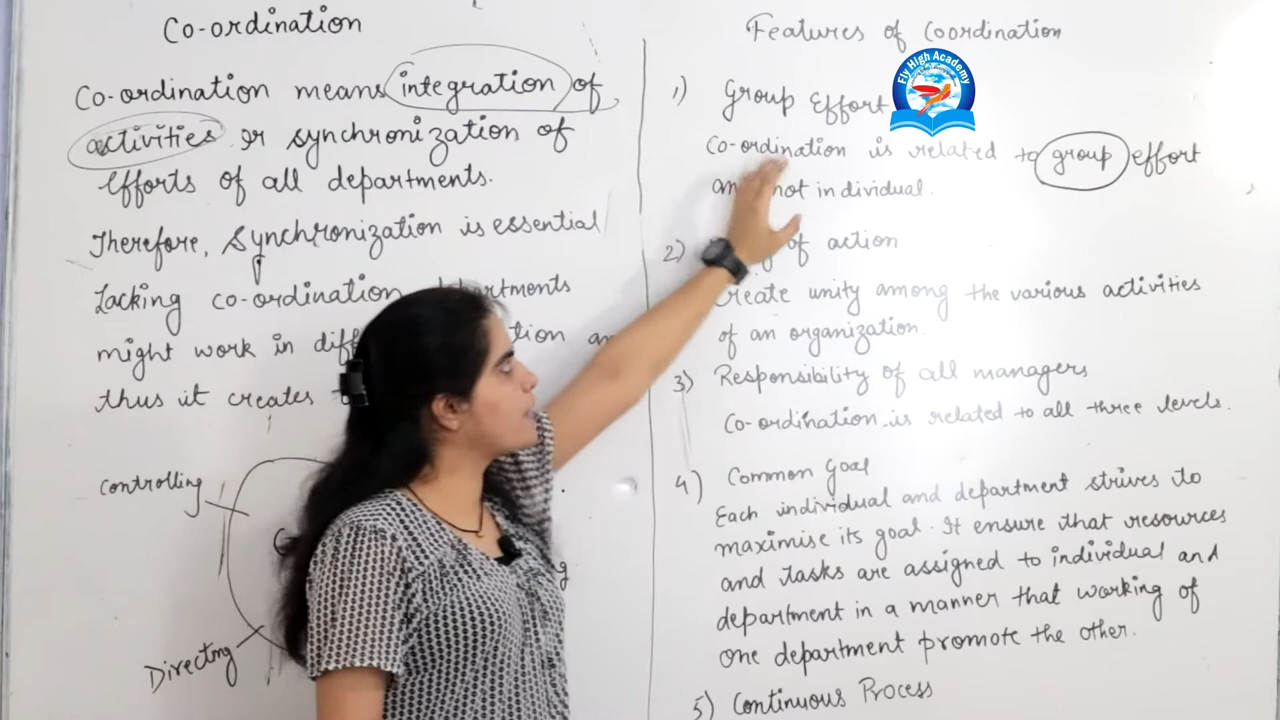 Co-ordination
Co-ordination means integration of
activities or synchronization of
efforts of all departments.
Therefore, synchronization is essential
Lacking co-ordination
might work in
thus it creates
Controlling
Directing
Features of Coordination
Fly High Academy
1) Group Effort
Co-ordination is related to group effort
not individual.
2) of action
Create unity among the various activities
of an organization.
3) Responsibility of all managers
Co-ordination is related to all three levels.
4) Common Goal
Each individual and department strives to
maximise its goal. It ensure that resources
and tasks are assigned to individual and
department in a manner that working of
one department promote the other.
5) Continuous Process